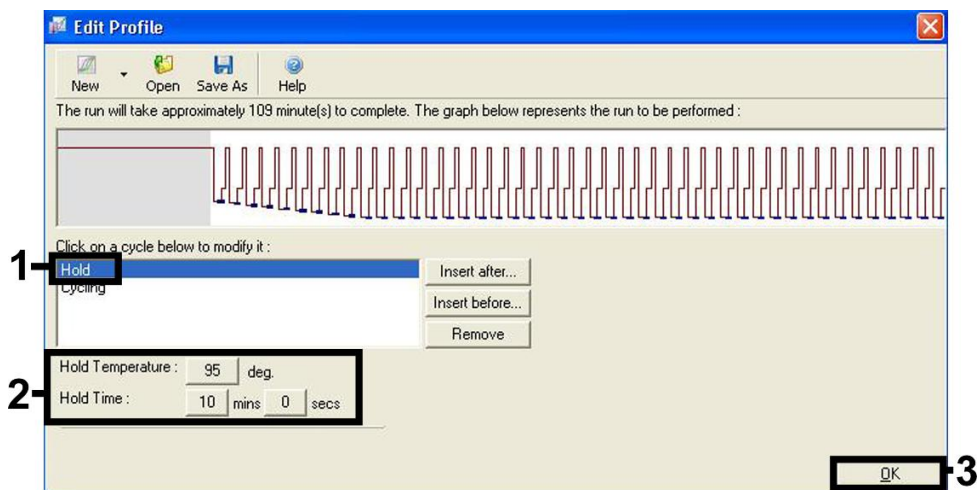 Edit Profile
New Open Save As Help
The run will take approximately 109 minute(s) to complete. The graph below represents the run to be performed :
Click on a cycle below to modify it :
1
Hold
Cycling
Insert after...
Insert before...
Remove
2
Hold Temperature : 95 deg.
Hold Time : 10 mins 0 secs
OK
3